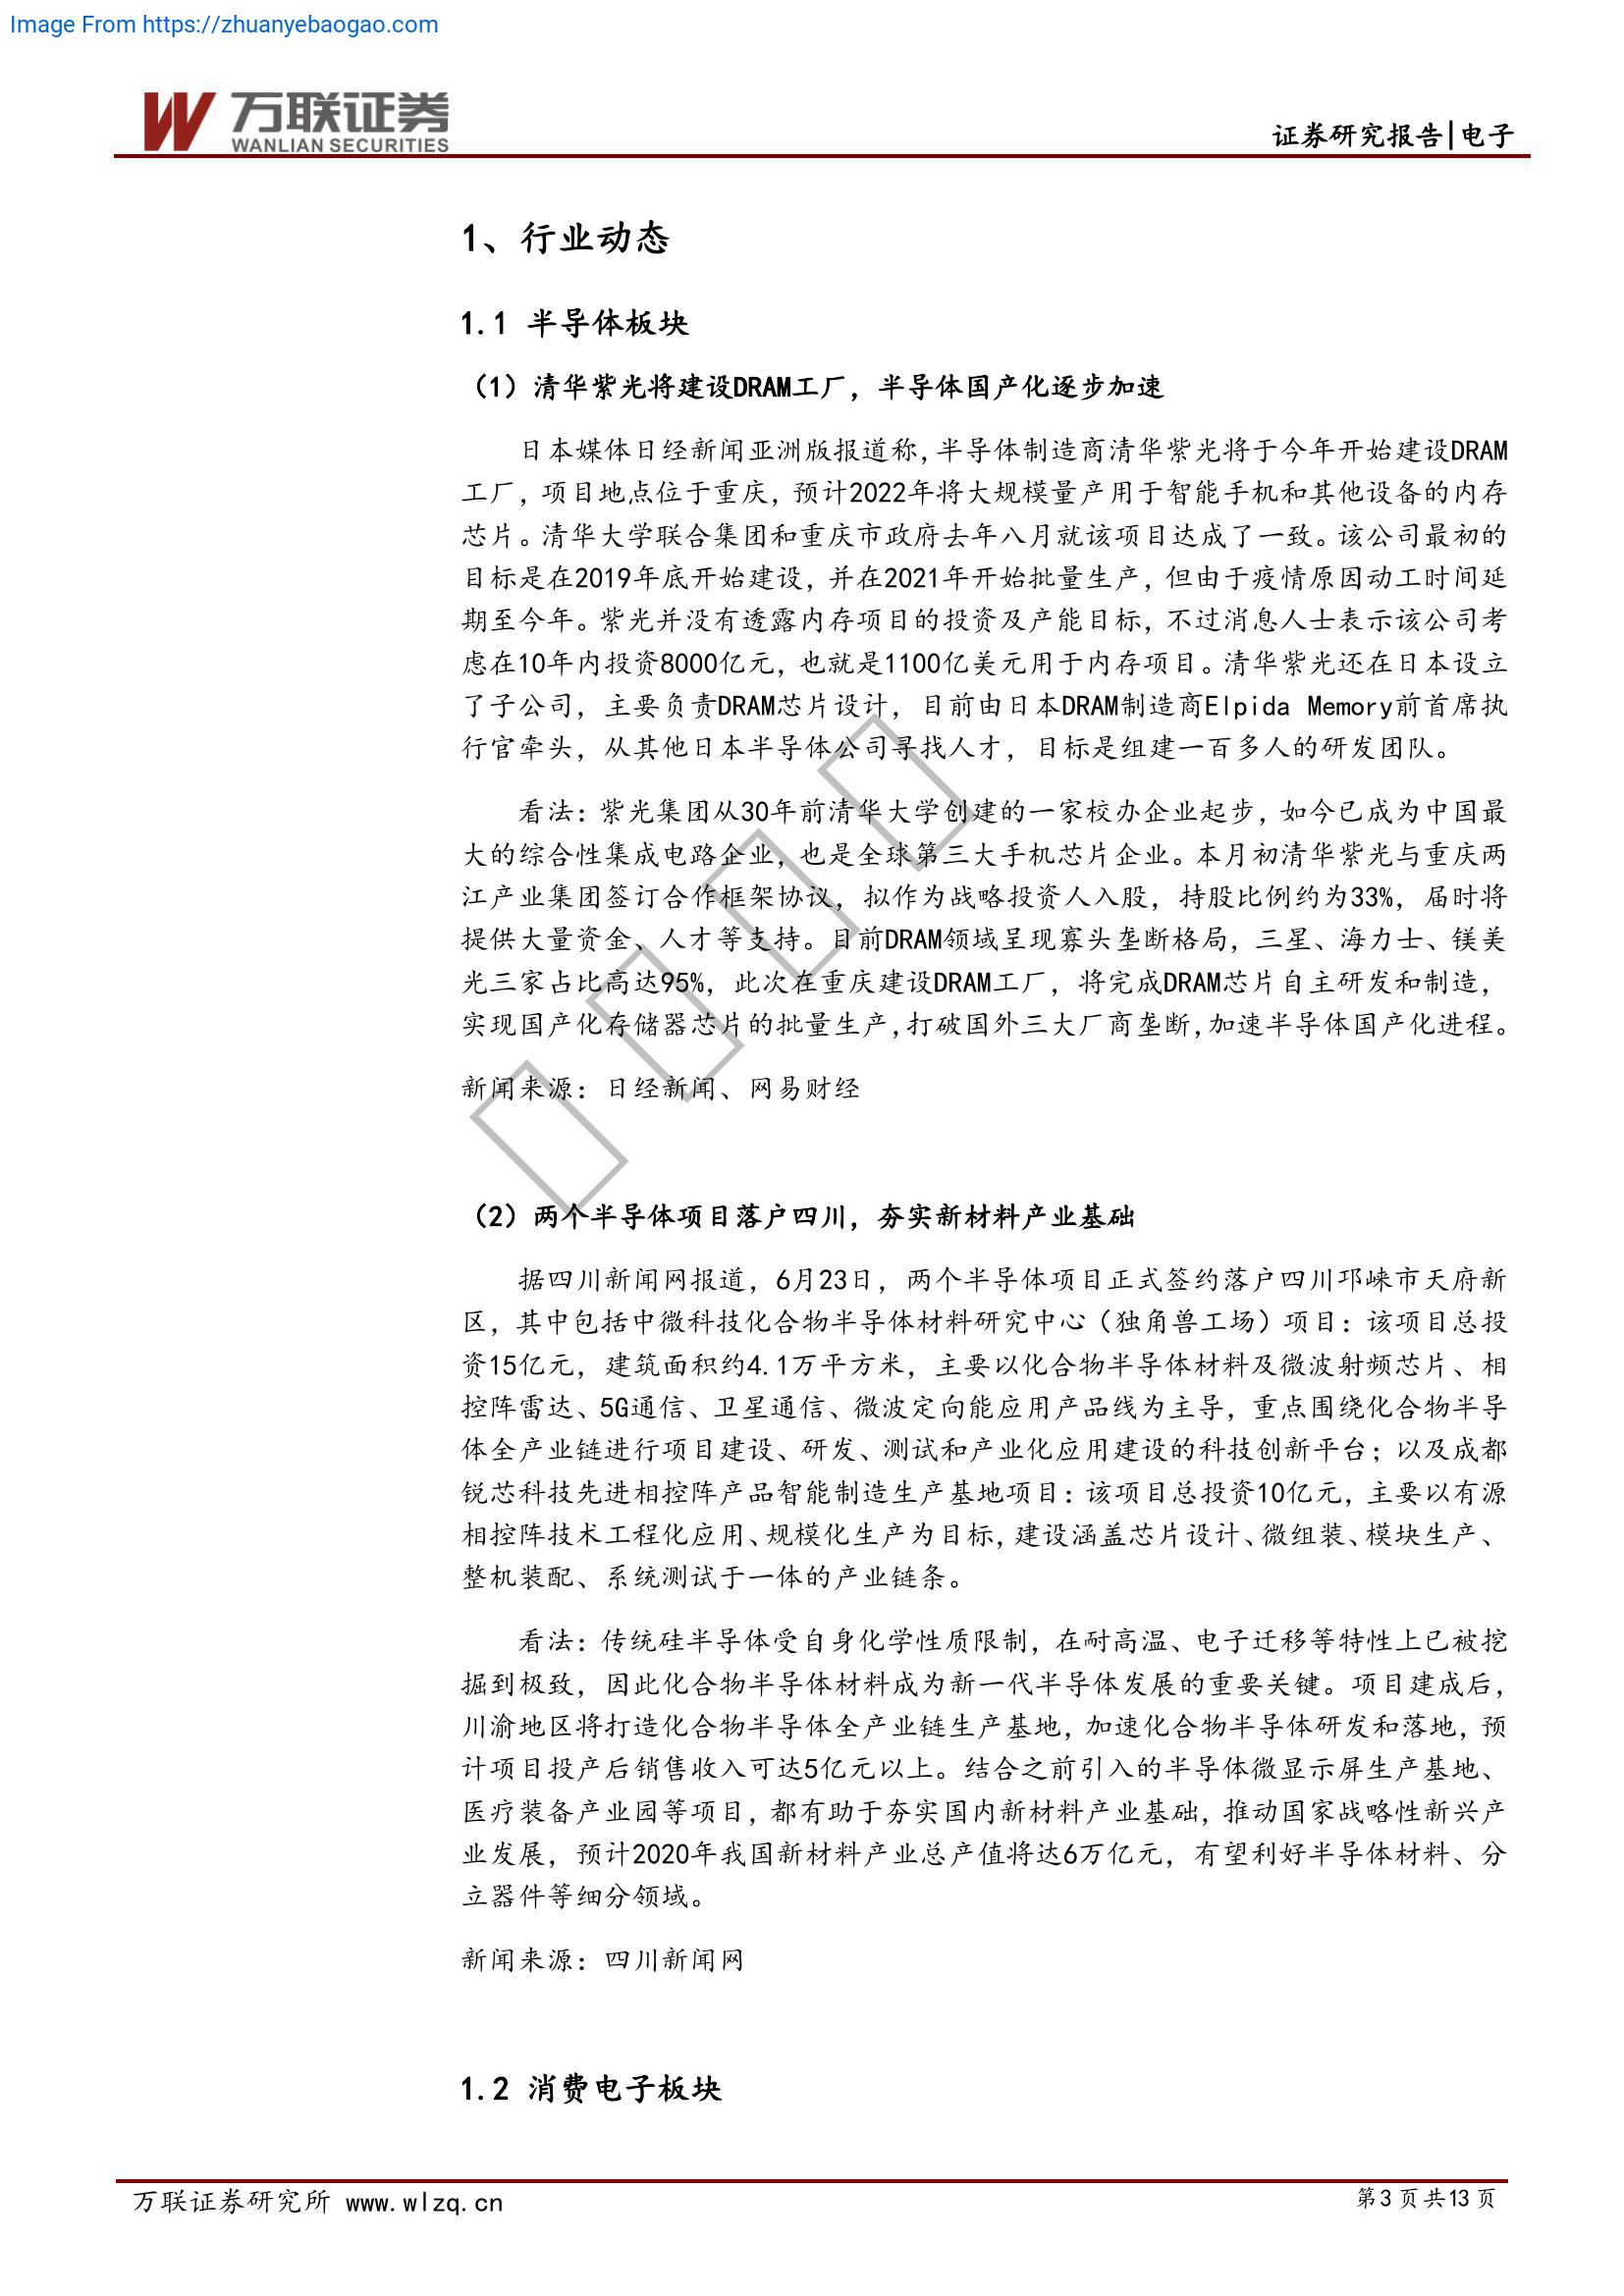 Image From https://zhuanyebaogao.com
万联证券
WANLIAN SECURITIES
证券研究报告|电子
1、行业动态
1.1 半导体板块
（1）清华紫光将建设DRAM工厂，半导体国产化逐步加速
日本媒体日经新闻亚洲版报道称，半导体制造商清华紫光将于今年开始建设DRAM
工厂，项目地点位于重庆，预计2022年将大规模量产用于智能手机和其他设备的内存
芯片。清华大学联合集团和重庆市政府去年八月就该项目达成了一致。该公司最初的
目标是在2019年底开始建设，并在2021年开始批量生产，但由于疫情原因动工时间延
期至今年。紫光并没有透露内存项目的投资及产能目标，不过消息人士表示该公司考
虑在10年内投资8000亿元，也就是1100亿美元用于内存项目。清华紫光还在日本设立
了子公司，主要负责DRAM芯片设计，目前由日本DRAM制造商Elpida Memory前首席执
行官牵头，从其他日本半导体公司寻找人才，目标是组建一百多人的研发团队。
看法：紫光集团从30年前清华大学创建的一家校办企业起步，如今已成为中国最
大的综合性集成电路企业，也是全球第三大手机芯片企业。本月初清华紫光与重庆两
江产业集团签订合作框架协议，拟作为战略投资人入股，持股比例约为33%，届时将
提供大量资金、人才等支持。目前DRAM领域呈现寡头垄断格局，三星、海力士、镁美
光三家占比高达95%，此次在重庆建设DRAM工厂，将完成DRAM芯片自主研发和制造，
实现国产化存储器芯片的批量生产，打破国外三大厂商垄断，加速半导体国产化进程。
新闻来源：日经新闻、网易财经
（2）两个半导体项目落户四川，夯实新材料产业基础
据四川新闻网报道，6月23日，两个半导体项目正式签约落户四川邛崃市天府新
区，其中包括中微科技化合物半导体材料研究中心（独角兽工场）项目：该项目总投
资15亿元，建筑面积约4.1万平方米，主要以化合物半导体材料及微波射频芯片、相
控阵雷达、5G通信、卫星通信、微波定向能应用产品线为主导，重点围绕化合物半导
体全产业链进行项目建设、研发、测试和产业化应用建设的科技创新平台；以及成都
锐芯科技先进相控阵产品智能制造生产基地项目：该项目总投资10亿元，主要以有源
相控阵技术工程化应用、规模化生产为目标，建设涵盖芯片设计、微组装、模块生产、
整机装配、系统测试于一体的产业链条。
看法：传统硅半导体受自身化学性质限制，在耐高温、电子迁移等特性上已被挖
掘到极致，因此化合物半导体材料成为新一代半导体发展的重要关键。项目建成后，
川渝地区将打造化合物半导体全产业链生产基地，加速化合物半导体研发和落地，预
计项目投产后销售收入可达5亿元以上。结合之前引入的半导体微显示屏生产基地、
医疗装备产业园等项目，都有助于夯实国内新材料产业基础，推动国家战略性新兴产
业发展，预计2020年我国新材料产业总产值将达6万亿元，有望利好半导体材料、分
立器件等细分领域。
新闻来源：四川新闻网
1.2 消费电子板块
万联证券研究所 www.wlzq.cn
第3页共13页